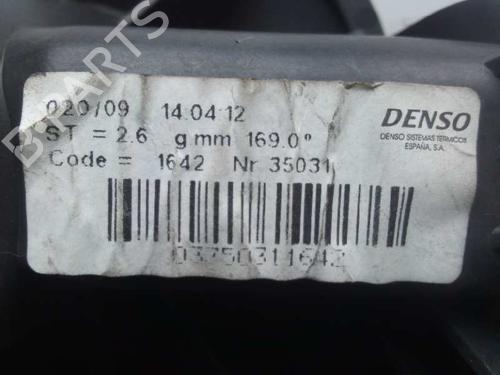 020/09 14:04:12
ST = 2.6 g mm 169.0°
Code = 1642 Nr 35031
DENSO
DENSO SISTEMAS TERMICOS
ESPAÑA, S.A.
037503111642
B-PARTS